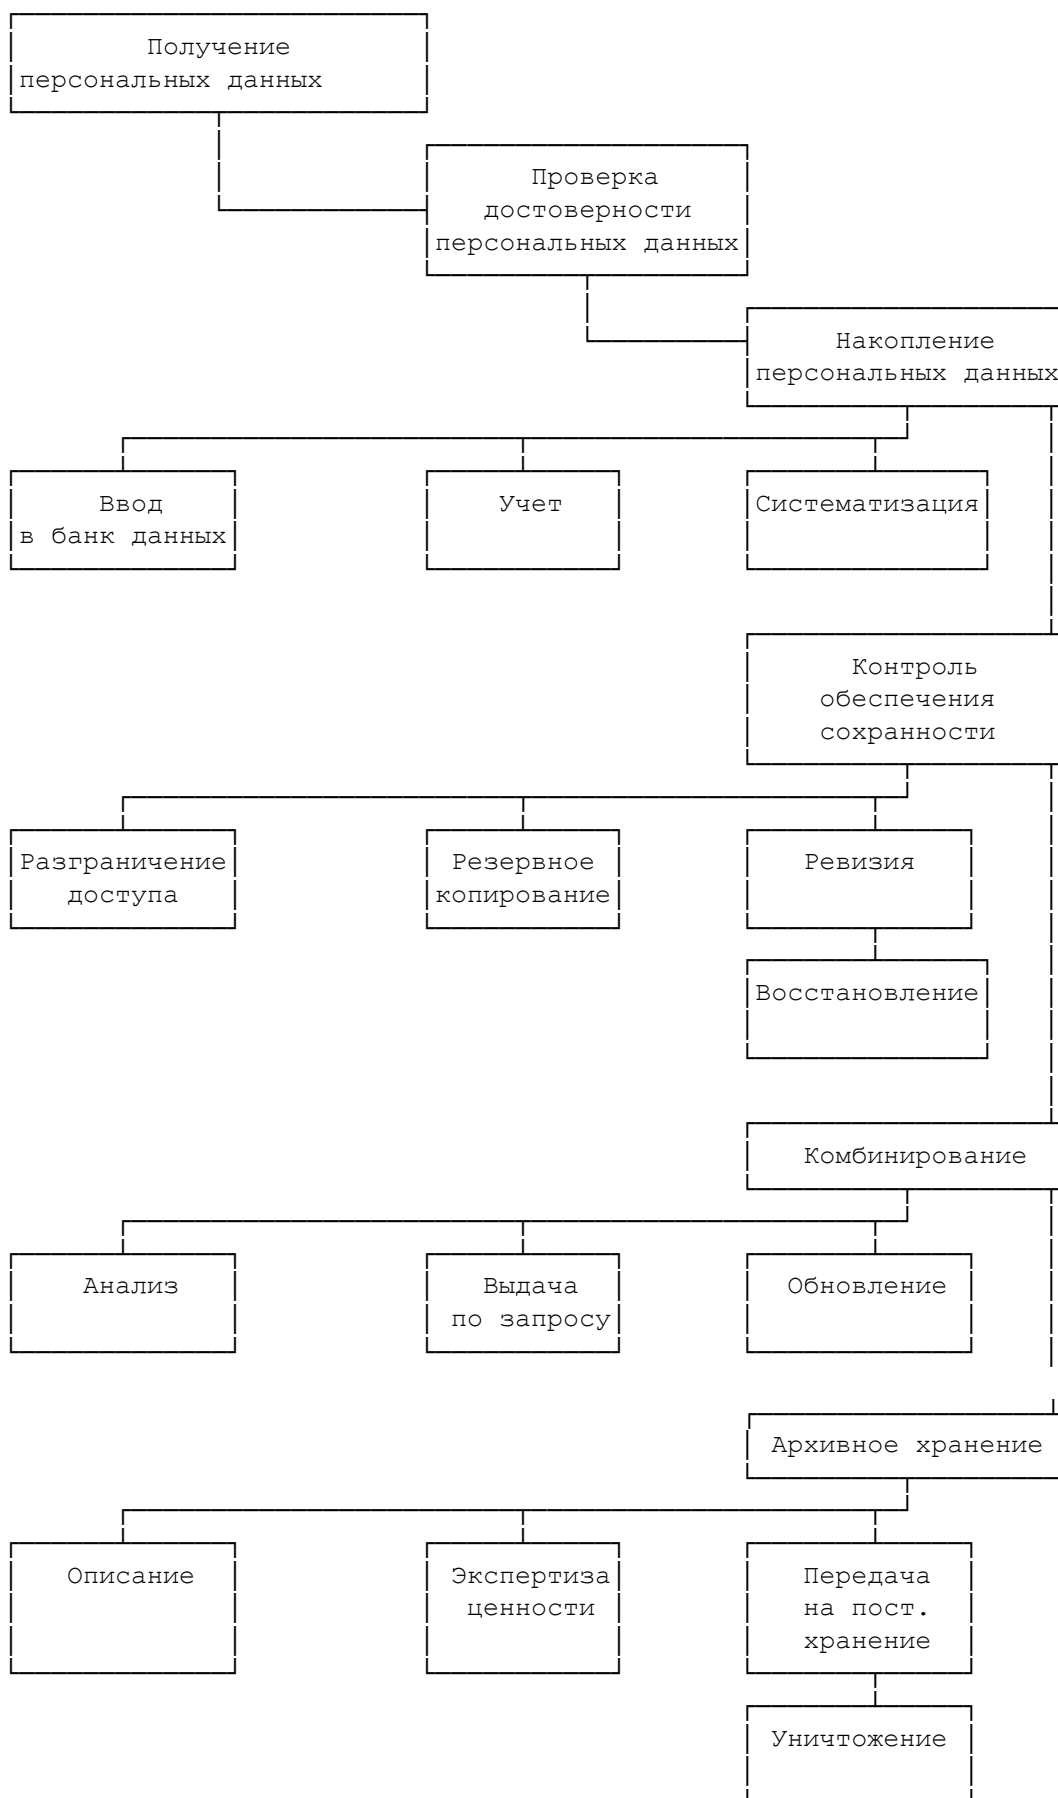 Получение
персональных данных
Проверка
достоверности
персональных данных
Накопление
персональных данных
Ввод
в банк данных
Учет
Систематизация
Контроль
обеспечения
сохранности
Разграничение
доступа
Резервное
копирование
Ревизия
Восстановление
Комбинирование
Анализ
Выдача
по запросу
Обновление
Архивное хранение
Описание
Экспертиза
ценности
Передача
на пост.
хранение
Уничтожение